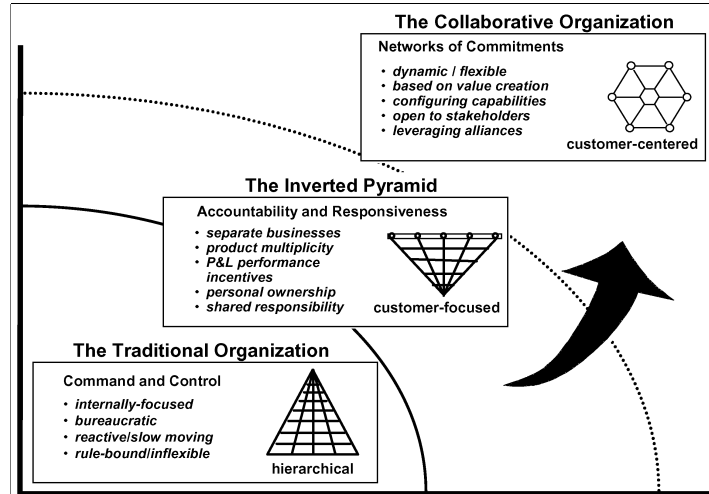 The Collaborative Organization
Networks of Commitments
• dynamic / flexible
• based on value creation
• configuring capabilities
• open to stakeholders
• leveraging alliances
customer-centered
The Inverted Pyramid
Accountability and Responsiveness
• separate businesses
• product multiplicity
• P&L performance
incentives
• personal ownership
• shared responsibility
customer-focused
The Traditional Organization
Command and Control
• internally-focused
• bureaucratic
• reactive/slow moving
• rule-bound/inflexible
hierarchical